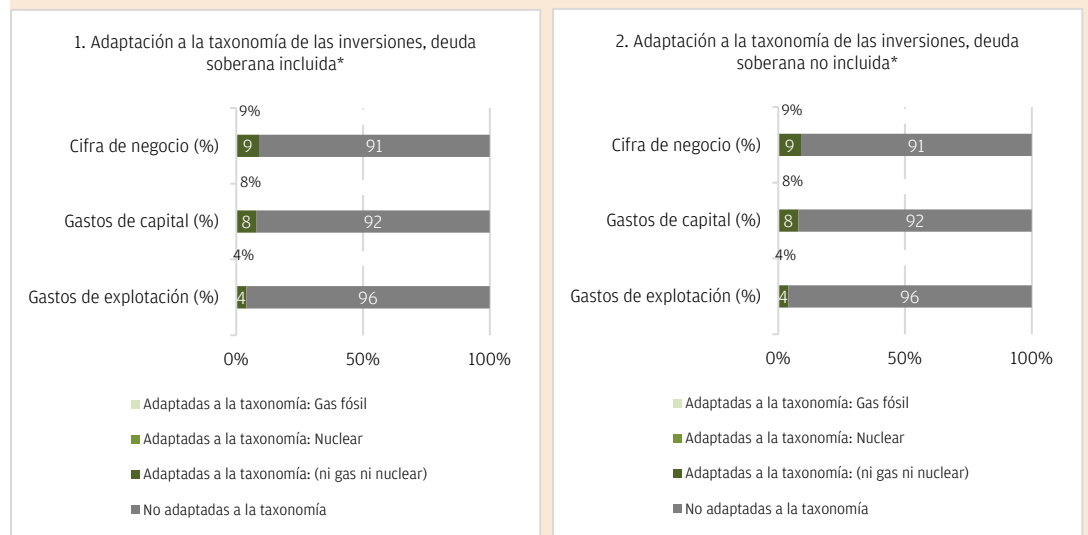 1. Adaptación a la taxonomía de las inversiones, deuda
soberana incluida*
9%
Cifra de negocio (%) 9 91
8%
Gastos de capital (%) 8 92
4%
Gastos de explotación (%) 4 96
0% 50% 100%
Adaptadas a la taxonomía: Gas fósil
Adaptadas a la taxonomía: Nuclear
Adaptadas a la taxonomía: (ni gas ni nuclear)
No adaptadas a la taxonomía
2. Adaptación a la taxonomía de las inversiones, deuda
soberana no incluida*
9%
Cifra de negocio (%) 9 91
8%
Gastos de capital (%) 8 92
4%
Gastos de explotación (%) 4 96
0% 50% 100%
Adaptadas a la taxonomía: Gas fósil
Adaptadas a la taxonomía: Nuclear
Adaptadas a la taxonomía: (ni gas ni nuclear)
No adaptadas a la taxonomía